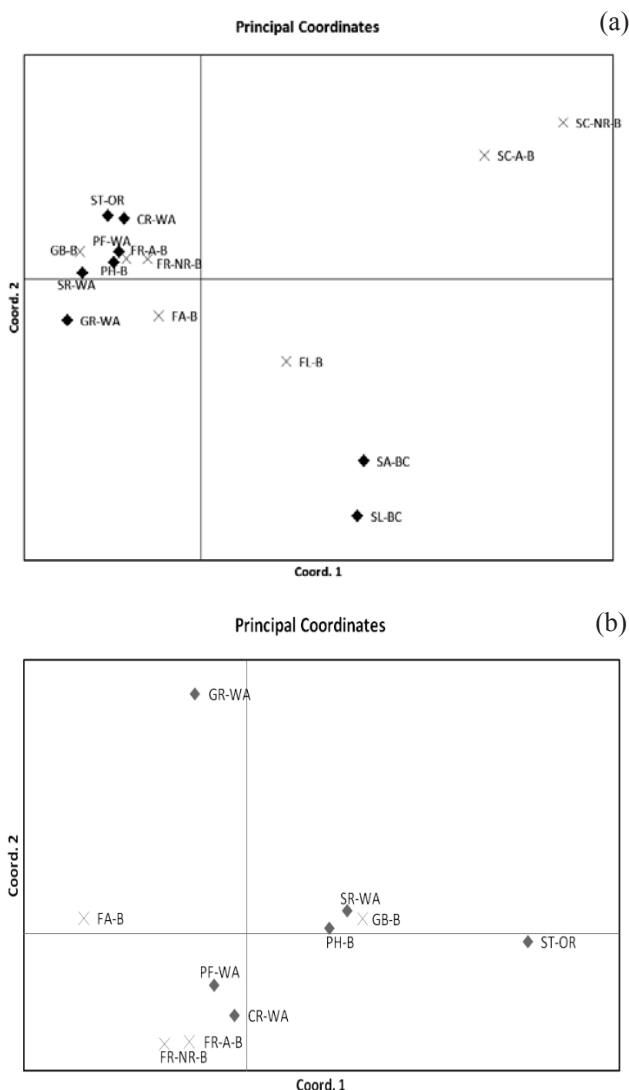 (a)
Principal Coordinates
SC-NR-B
SC-A-B
ST-OR
CR-WA
PF-WA
GB-B
FR-A-B
FR-NR-B
PH-B
SR-WA
GR-WA
FA-B
FL-B
SA-BC
SL-BC
Coord. 2
Coord. 1
(b)
Principal Coordinates
GR-WA
SR-WA
FA-B
GB-B
PH-B
ST-OR
PF-WA
CR-WA
FR-A-B
FR-NR-B
Coord. 2
Coord. 1